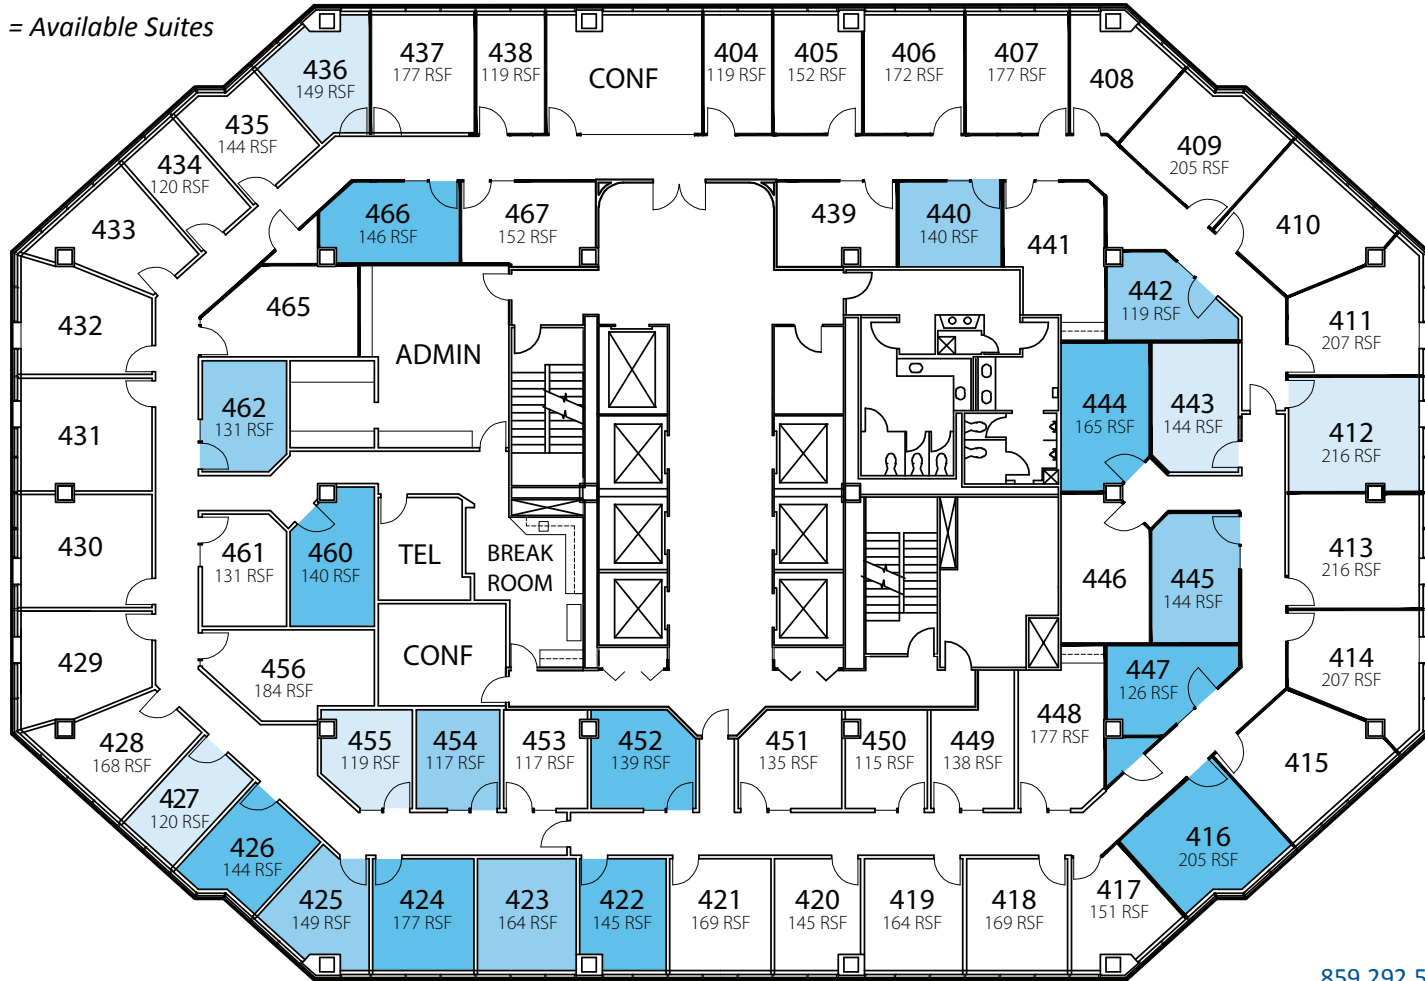 = Available Suites
436
149 RSF
437
177 RSF
438
119 RSF
CONF
404
119 RSF
405
152 RSF
406
172 RSF
407
177 RSF
408
435
144 RSF
434
120 RSF
433
409
205 RSF
410
466
146 RSF
467
152 RSF
439
440
140 RSF
441
442
119 RSF
432
465
ADMIN
411
207 RSF
462
131 RSF
431
444
165 RSF
443
144 RSF
412
216 RSF
430
461
131 RSF
460
140 RSF
TEL
BREAK
ROOM
446
445
144 RSF
413
216 RSF
429
456
184 RSF
CONF
447
126 RSF
414
207 RSF
428
168 RSF
455
119 RSF
454
117 RSF
453
117 RSF
452
139 RSF
451
135 RSF
450
115 RSF
449
138 RSF
448
177 RSF
415
427
120 RSF
426
144 RSF
416
205 RSF
425
149 RSF
424
177 RSF
423
164 RSF
422
145 RSF
421
169 RSF
420
145 RSF
419
164 RSF
418
169 RSF
417
151 RSF
859.292.5